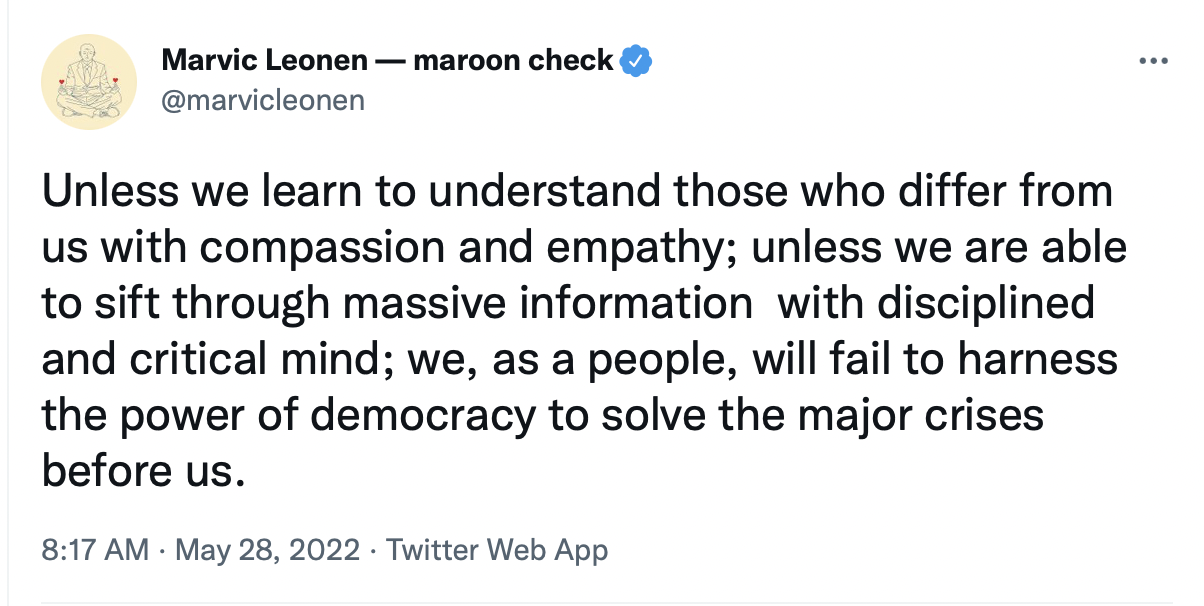 Marvic Leonen — maroon check
@marvicleonen
Unless we learn to understand those who differ from
us with compassion and empathy; unless we are able
to sift through massive information  with disciplined
and critical mind; we, as a people, will fail to harness
the power of democracy to solve the major crises
before us.
8:17 AM · May 28, 2022 · Twitter Web App